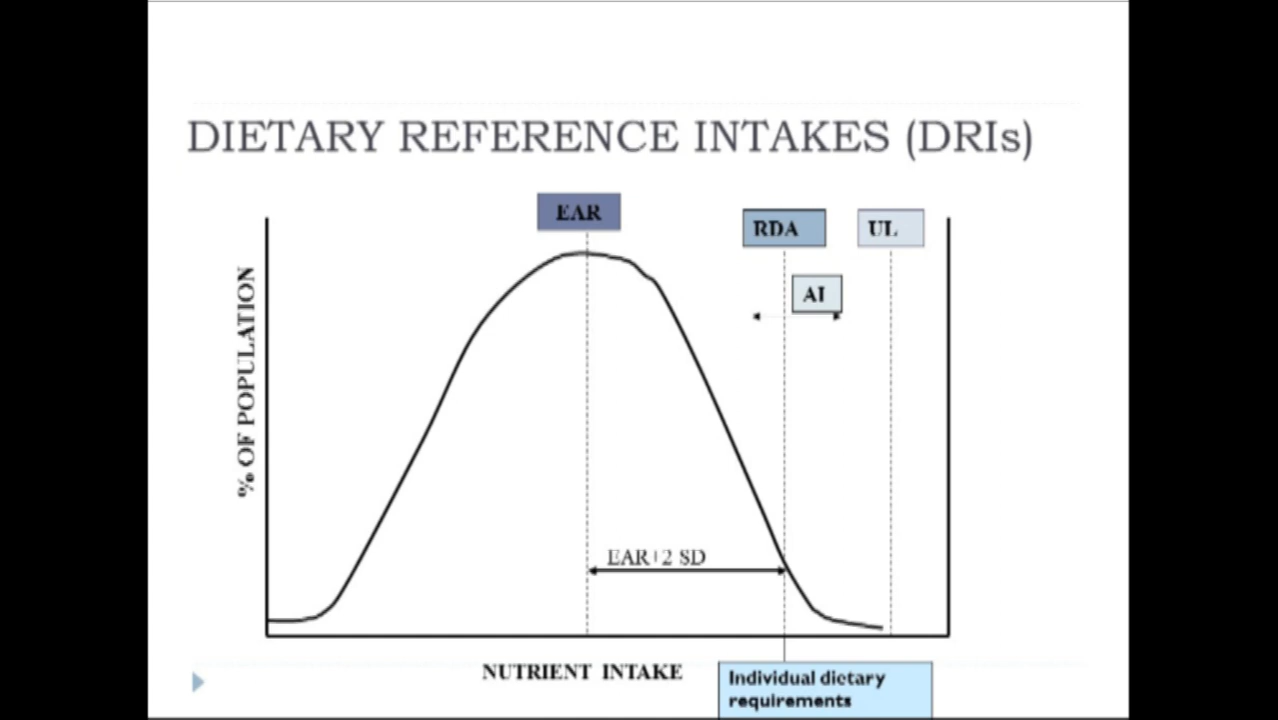 DIETARY REFERENCE INTAKES (DRIs)
EAR
RDA
UL
AI
% OF POPULATION
EAR+2 SD
NUTRIENT INTAKE
Individual dietary
requirements